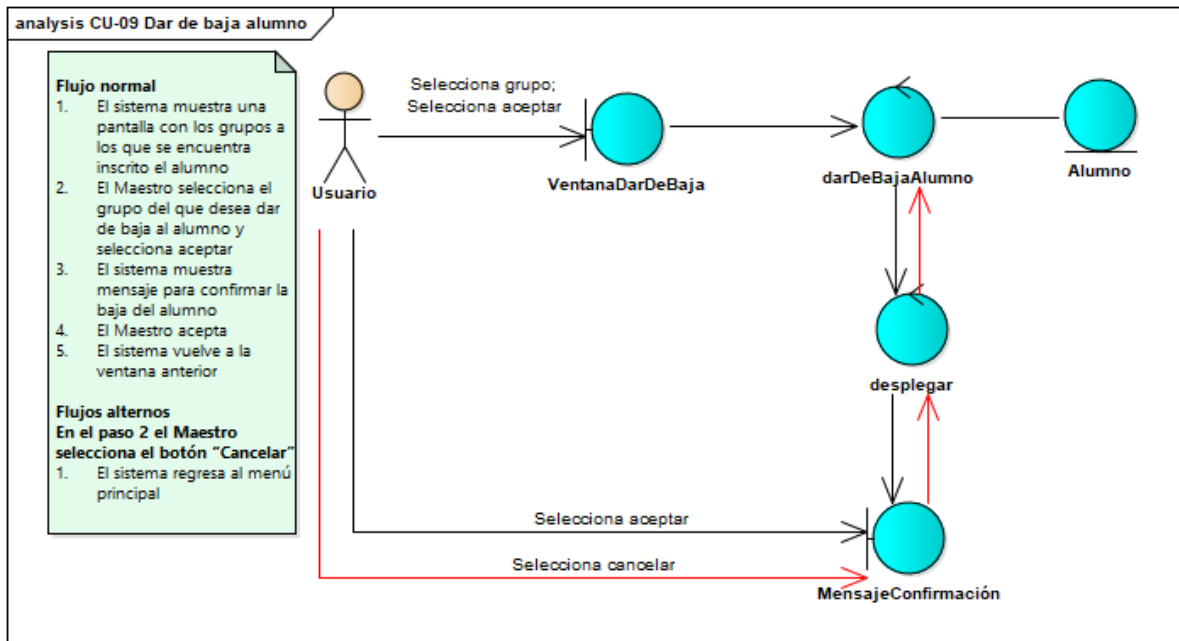 analysis CU-09 Dar de baja alumno
Flujo normal
1. El sistema muestra una
pantalla con los grupos a
los que se encuentra
inscrito el alumno
2. El Maestro selecciona el
grupo del que desea dar
de baja al alumno y
selecciona aceptar
3. El sistema muestra
mensaje para confirmar la
baja del alumno
4. El Maestro acepta
5. El sistema vuelve a la
ventana anterior
Flujos alternos
En el paso 2 el Maestro
selecciona el botón “Cancelar”
1. El sistema regresa al menú
principal
Selecciona grupo;
Selecciona aceptar
Usuario
VentanaDarDeBaja
darDeBajaAlumno
Alumno
desplegar
Selecciona aceptar
Selecciona cancelar
MensajeConfirmación